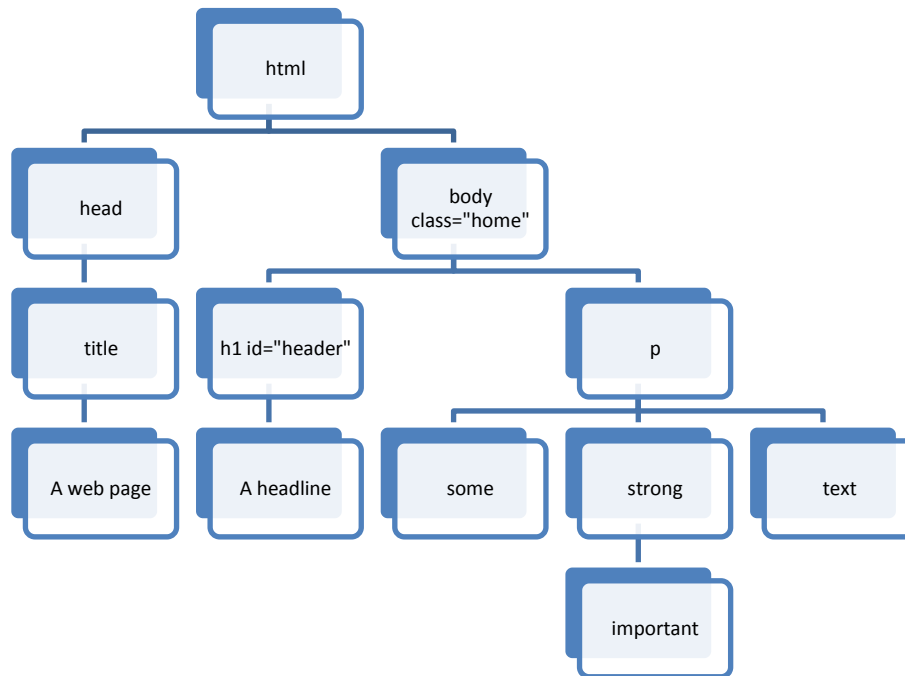 html
head
body
class="home"
title
h1 id="header"
p
A web page
A headline
some
strong
text
important